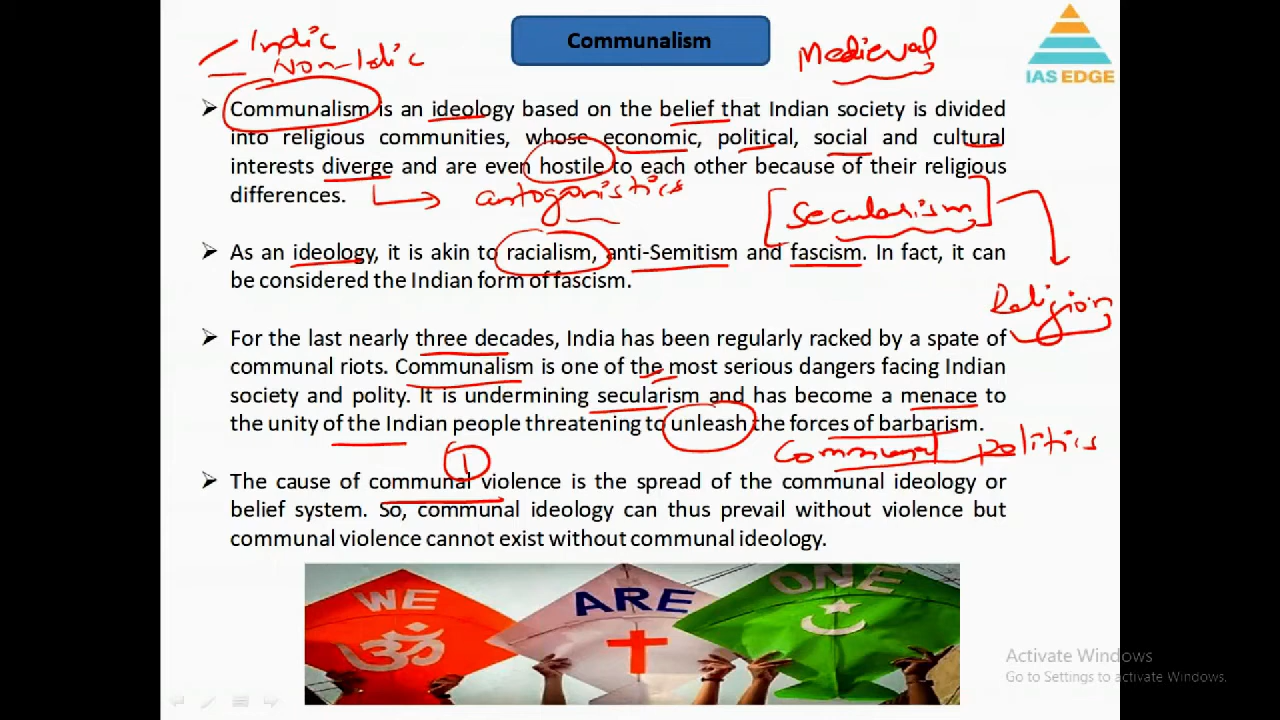 Indic
Non-Idic
Communalism
Medieval
IAS EDGE
➢ Communalism is an ideology based on the belief that Indian society is divided
into religious communities, whose economic, political, social and cultural
interests diverge and are even hostile to each other because of their religious
differences.
antogonistics
[Secularism]
➢ As an ideology, it is akin to racialism, anti-Semitism and fascism. In fact, it can
be considered the Indian form of fascism.
Religion
➢ For the last nearly three decades, India has been regularly racked by a spate of
communal riots. Communalism is one of the most serious dangers facing Indian
society and polity. It is undermining secularism and has become a menace to
the unity of the Indian people threatening to unleash the forces of barbarism.
Communal politics
1
➢ The cause of communal violence is the spread of the communal ideology or
belief system. So, communal ideology can thus prevail without violence but
communal violence cannot exist without communal ideology.
WE ARE ONE
ॐ
Activate Windows
Go to Settings to activate Windows.